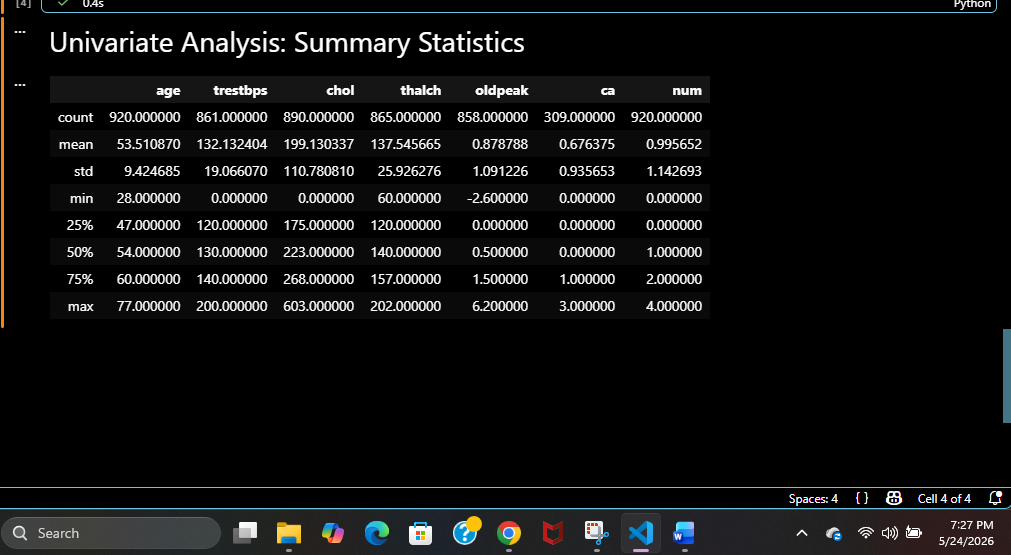 [4] ✓ 0.4s Python
... Univariate Analysis: Summary Statistics
...
age trestbps chol thalch oldpeak ca num
count 920.000000 861.000000 890.000000 865.000000 858.000000 309.000000 920.000000
mean 53.510870 132.132404 199.130337 137.545665 0.878788 0.676375 0.995652
std 9.424685 19.066070 110.780810 25.926276 1.091226 0.935653 1.142693
min 28.000000 0.000000 0.000000 60.000000 -2.600000 0.000000 0.000000
25% 47.000000 120.000000 175.000000 120.000000 0.000000 0.000000 0.000000
50% 54.000000 130.000000 223.000000 140.000000 0.500000 0.000000 1.000000
75% 60.000000 140.000000 268.000000 157.000000 1.500000 1.000000 2.000000
max 77.000000 200.000000 603.000000 202.000000 6.200000 3.000000 4.000000
Spaces: 4 { } Cell 4 of 4
Search
7:27 PM
5/24/2026